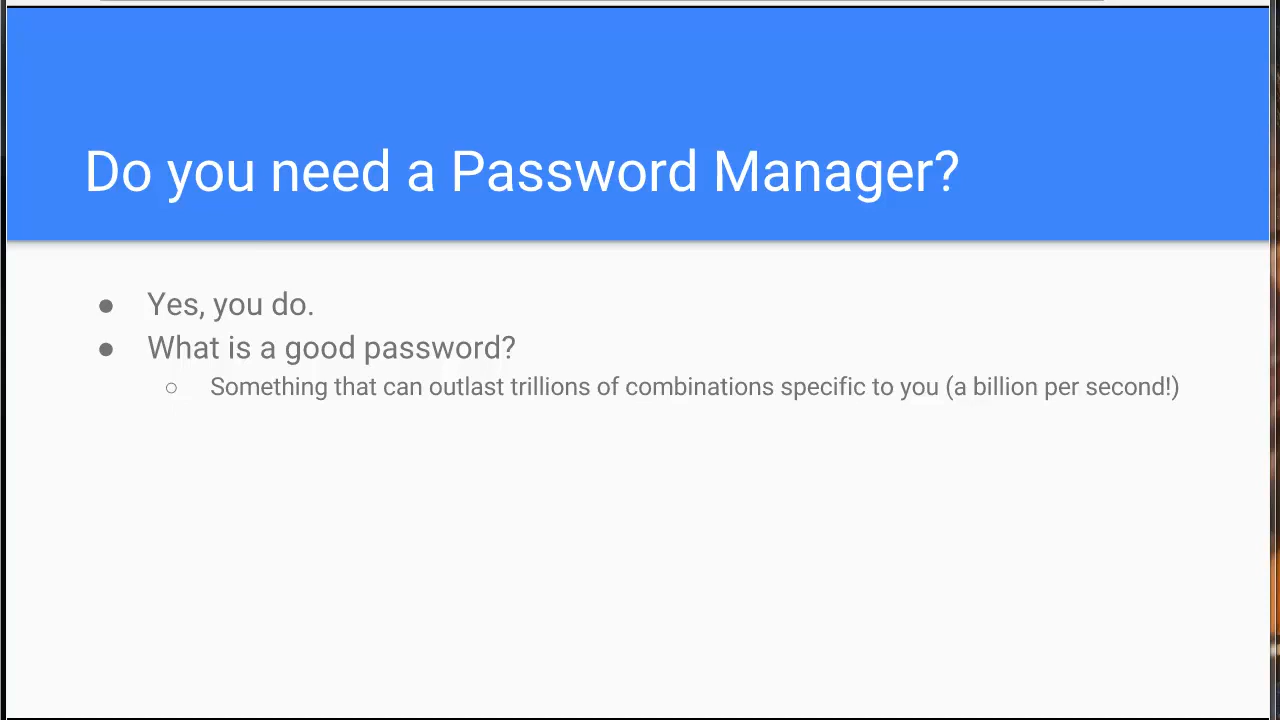 Do you need a Password Manager?
● Yes, you do.
● What is a good password?
○ Something that can outlast trillions of combinations specific to you (a billion per second!)